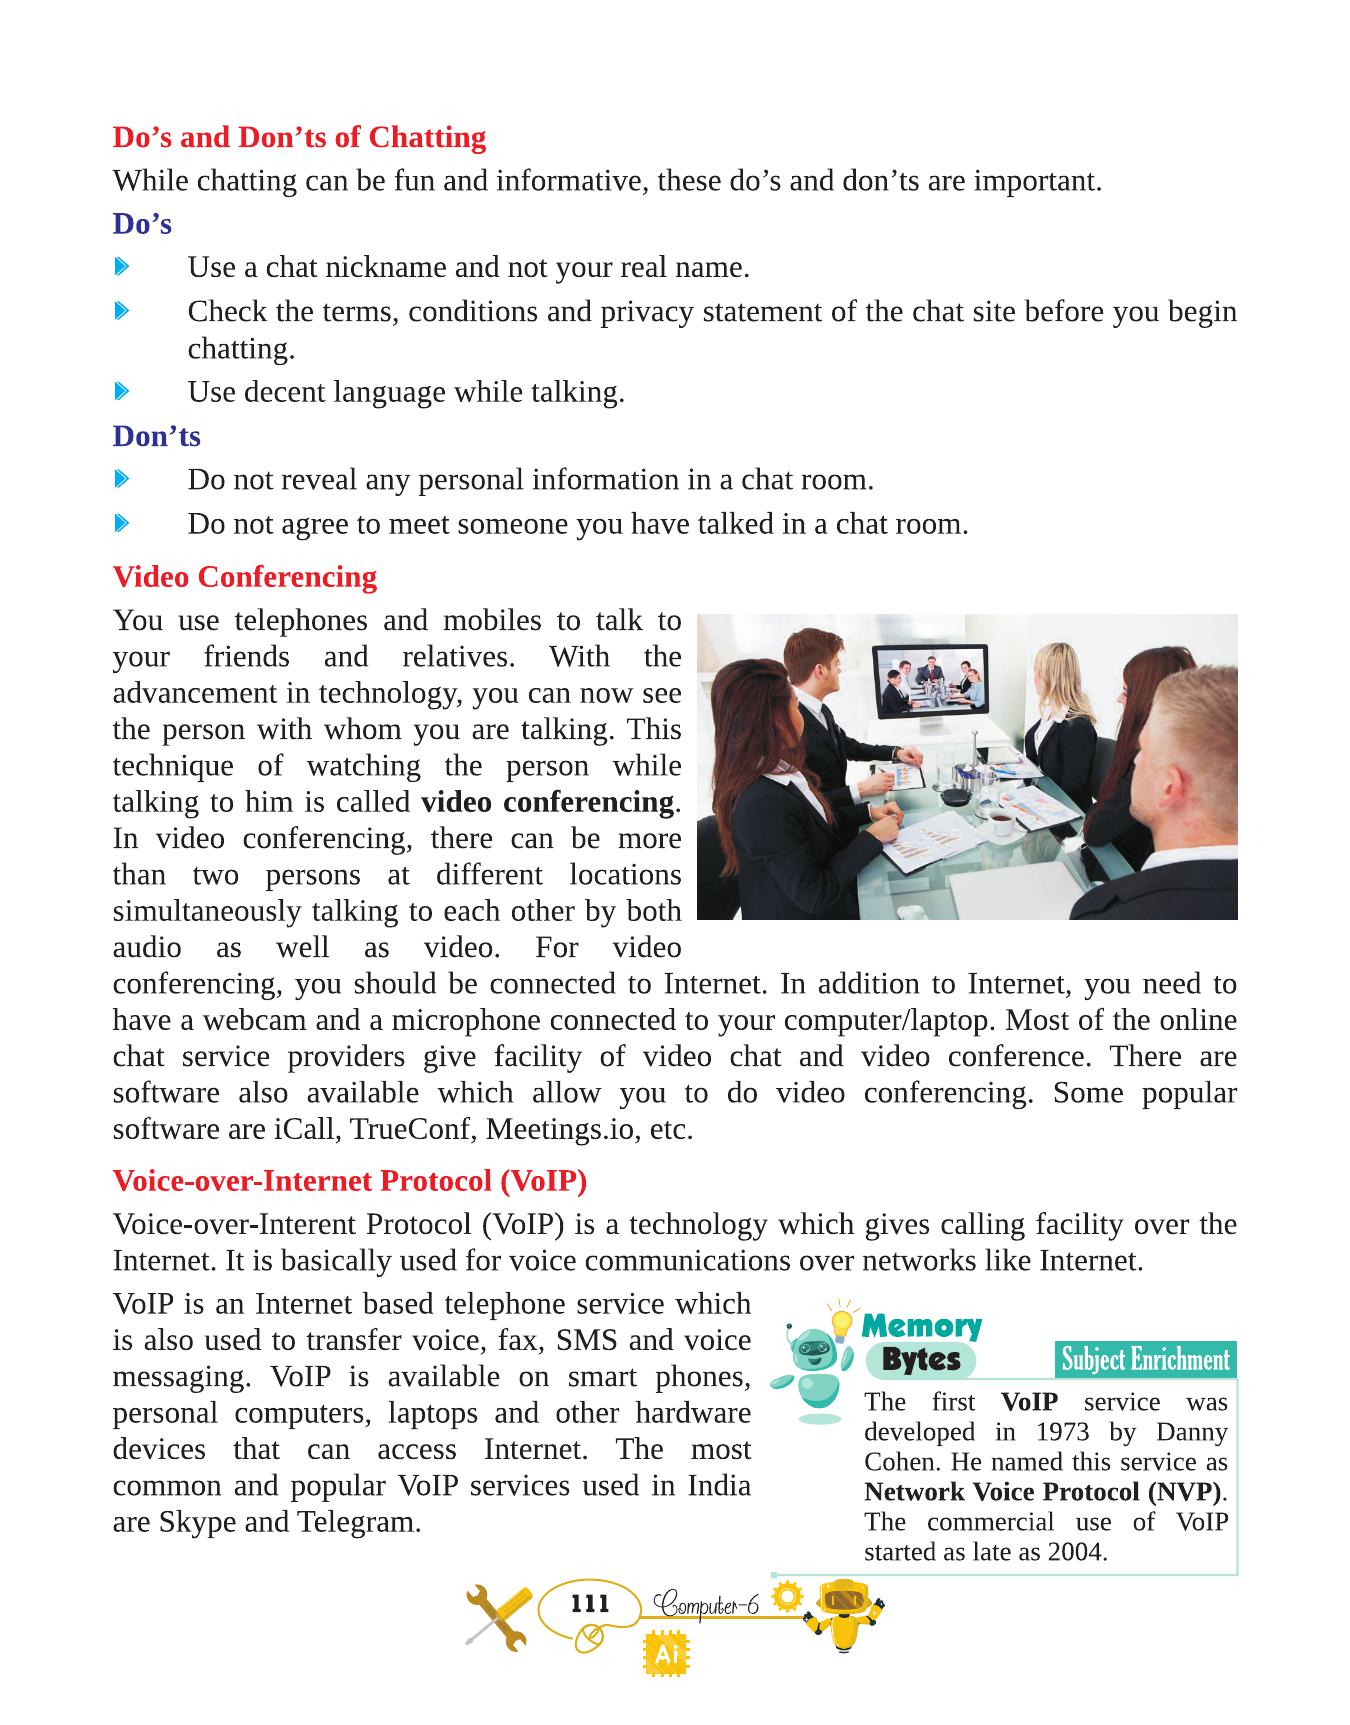 Do’s and Don’ts of Chatting
While chatting can be fun and informative, these do’s and don’ts are important.
Do’s
Use a chat nickname and not your real name.
Check the terms, conditions and privacy statement of the chat site before you begin
chatting.
Use decent language while talking.
Don’ts
Do not reveal any personal information in a chat room.
Do not agree to meet someone you have talked in a chat room.
Video Conferencing
You use telephones and mobiles to talk to
your friends and relatives. With the
advancement in technology, you can now see
the person with whom you are talking. This
technique of watching the person while
talking to him is called video conferencing.
In video conferencing, there can be more
than two persons at different locations
simultaneously talking to each other by both
audio as well as video. For video
conferencing, you should be connected to Internet. In addition to Internet, you need to
have a webcam and a microphone connected to your computer/laptop. Most of the online
chat service providers give facility of video chat and video conference. There are
software also available which allow you to do video conferencing. Some popular
software are iCall, TrueConf, Meetings.io, etc.
Voice-over-Internet Protocol (VoIP)
Voice-over-Interent Protocol (VoIP) is a technology which gives calling facility over the
Internet. It is basically used for voice communications over networks like Internet.
VoIP is an Internet based telephone service which
is also used to transfer voice, fax, SMS and voice
messaging. VoIP is available on smart phones,
personal computers, laptops and other hardware
devices that can access Internet. The most
common and popular VoIP services used in India
are Skype and Telegram.
Memory
Bytes
Subject Enrichment
The first VoIP service was
developed in 1973 by Danny
Cohen. He named this service as
Network Voice Protocol (NVP).
The commercial use of VoIP
started as late as 2004.
111
Computer-6
Ai